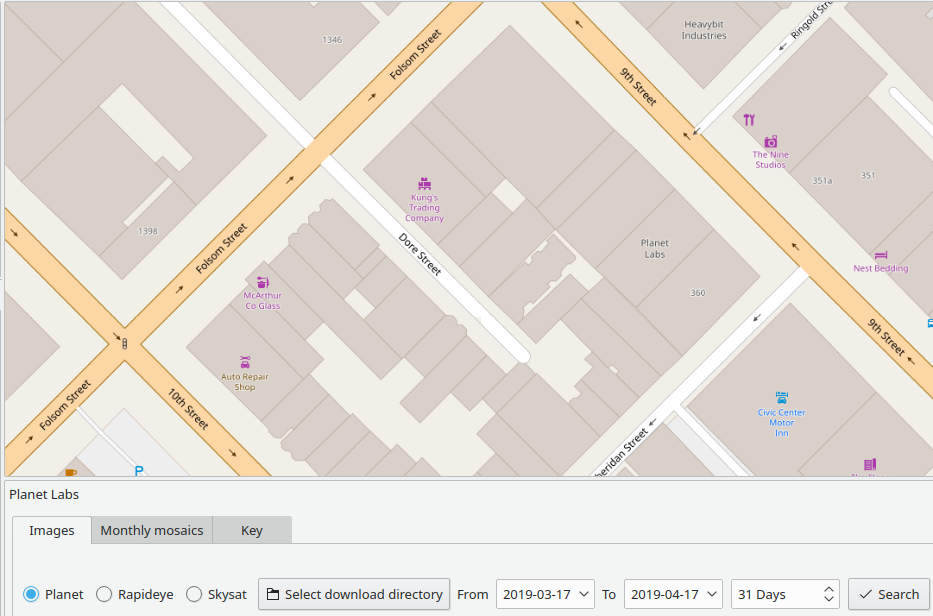 Heavybit
Industries
Ringold Stre
1346
Folsom Street
9th Street
The Nine
Studios
351a
351
Kung's
Trading
Company
1398
Folsom Street
Dore Street
Planet
Labs
Nest Bedding
360
McArthur
Co Glass
9th Street
Auto Repair
Shop
Folsom Street
10th Street
Civic Center
Motor
Inn
heridan Street
P
Planet Labs
Images
Monthly mosaics
Key
Planet
Rapideye
Skysat
Select download directory
From
2019-03-17
To
2019-04-17
31 Days
Search